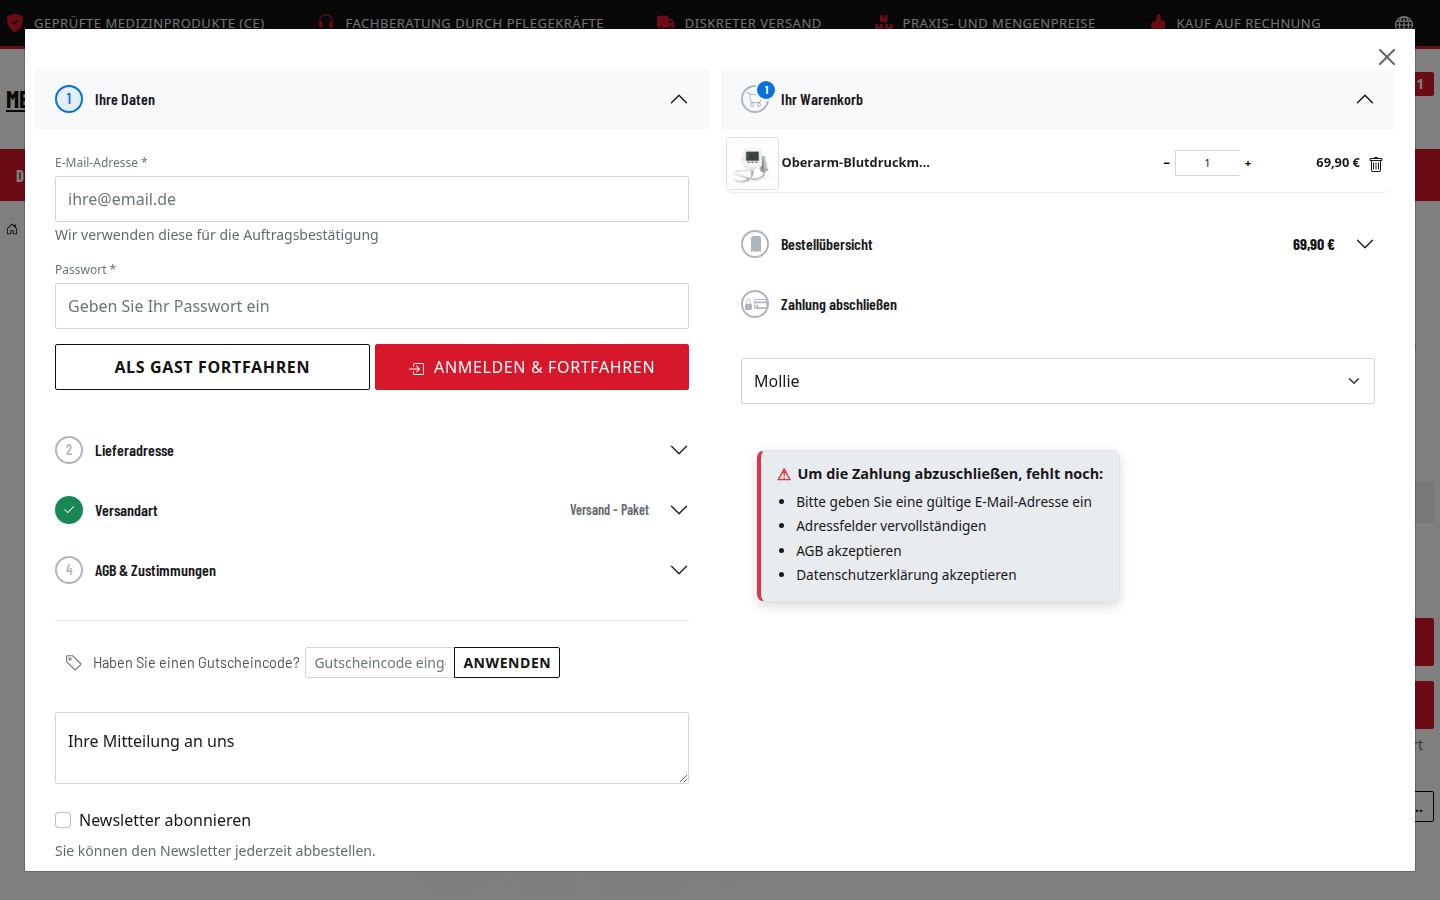 GEPRÜFTE MEDIZINPRODUKTE (CE)
FACHBERATUNG DURCH PFLEGEKRÄFTE
DISKRETER VERSAND
PRAXIS- UND MENGENPREISE
KAUF AUF RECHNUNG
1
Ihre Daten
E-Mail-Adresse *
ihre@email.de
Wir verwenden diese für die Auftragsbestätigung
Passwort *
Geben Sie Ihr Passwort ein
ALS GAST FORTFAHREN
ANMELDEN & FORTFAHREN
2 Lieferadresse
Versandart
Versand - Paket
4 AGB & Zustimmungen
Haben Sie einen Gutscheincode?
Gutscheincode eing
ANWENDEN
Ihre Mitteilung an uns
Newsletter abonnieren
Sie können den Newsletter jederzeit abbestellen.
1
Ihr Warenkorb
Oberarm-Blutdruckm...
- 1 +
69,90 €
Bestellübersicht
69,90 €
Zahlung abschließen
Mollie
Um die Zahlung abzuschließen, fehlt noch:
• Bitte geben Sie eine gültige E-Mail-Adresse ein
• Adressfelder vervollständigen
• AGB akzeptieren
• Datenschutzerklärung akzeptieren
1